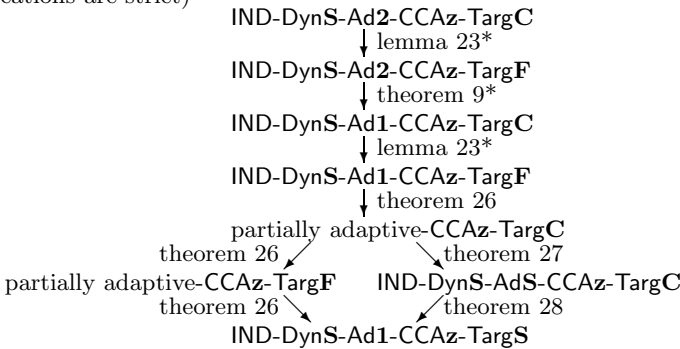 cations are strict)
IND-DynS-Ad2-CCAz-TargC
lemma 23*
IND-DynS-Ad2-CCAz-TargF
theorem 9*
IND-DynS-Ad1-CCAz-TargC
lemma 23*
IND-DynS-Ad1-CCAz-TargF
theorem 26
partially adaptive-CCAz-TargC
theorem 26 theorem 27
partially adaptive-CCAz-TargF IND-DynS-AdS-CCAz-TargC
theorem 26 theorem 28
IND-DynS-Ad1-CCAz-TargS